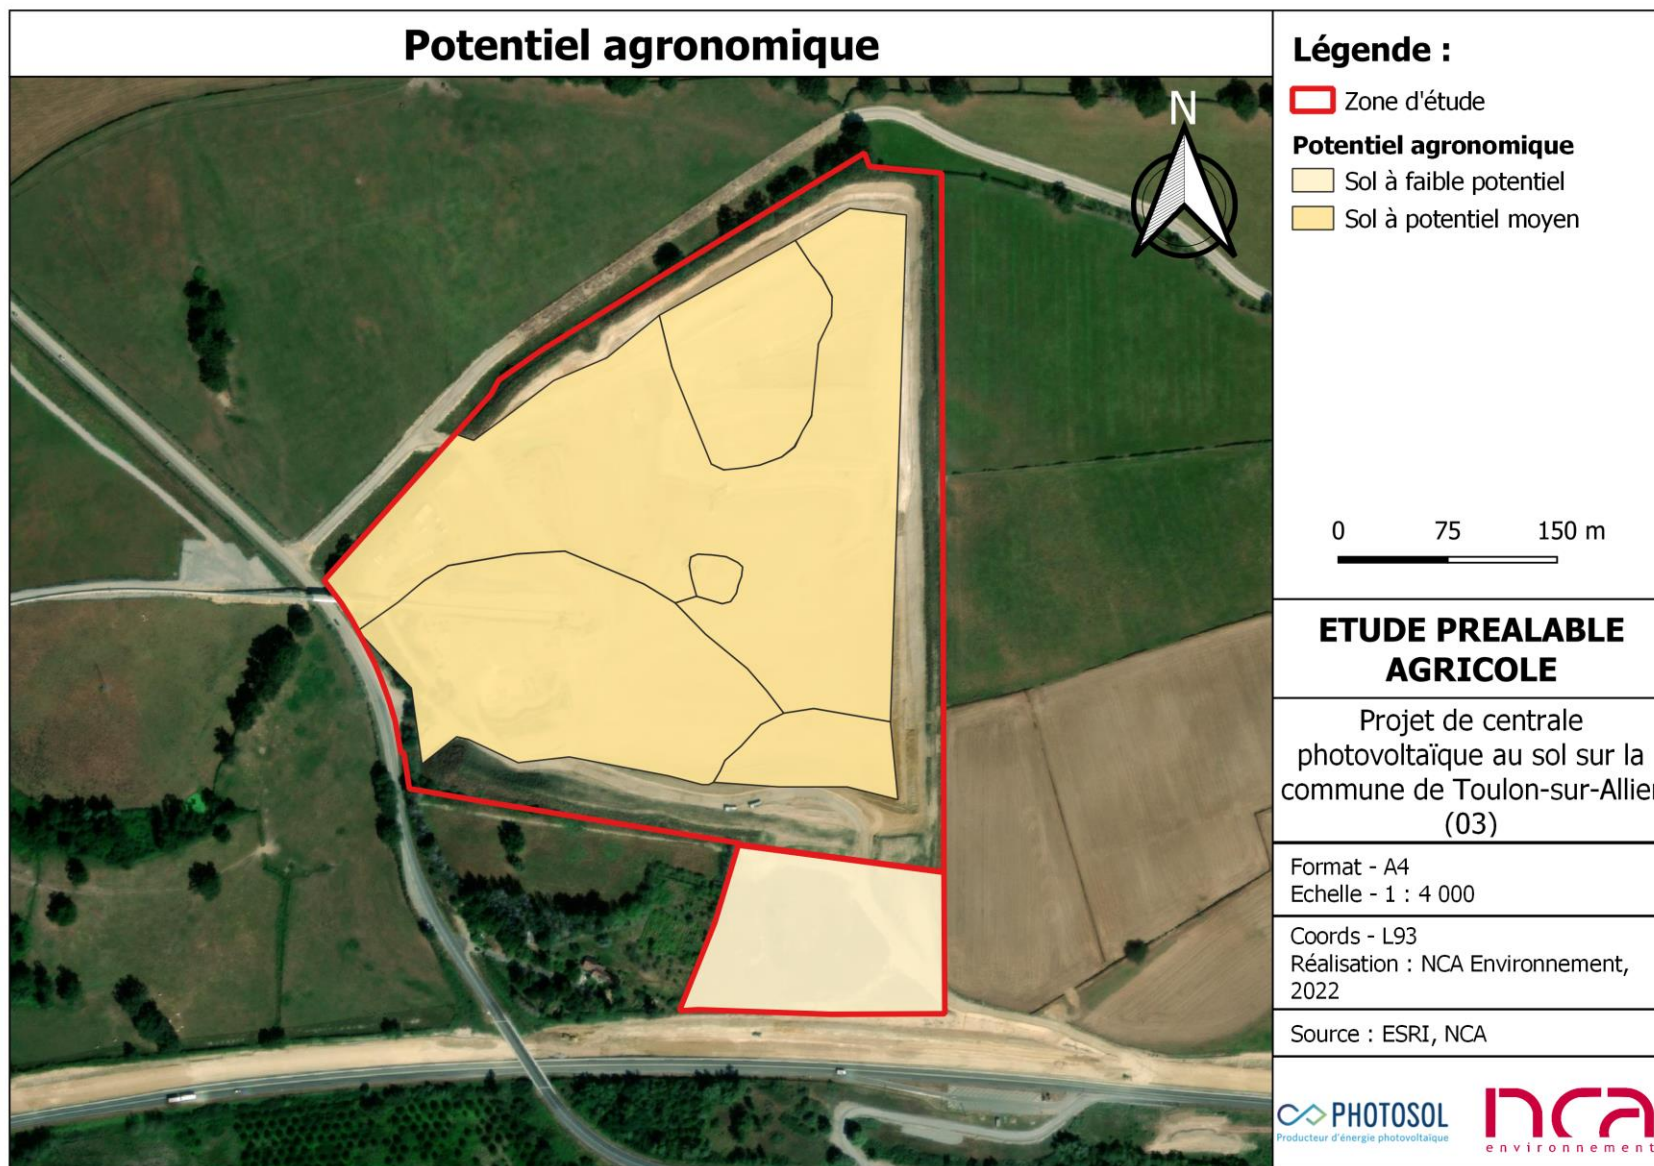 Potentiel agronomique
N
Légende :
Zone d'étude
Potentiel agronomique
Sol à faible potentiel
Sol à potentiel moyen
0 75 150 m
ETUDE PREALABLE
AGRICOLE
Projet de centrale
photovoltaïque au sol sur la
commune de Toulon-sur-Allier
(03)
Format - A4
Echelle - 1 : 4 000
Coords - L93
Réalisation : NCA Environnement,
2022
Source : ESRI, NCA
PHOTOSOL
Producteur d'énergie photovoltaïque
nca
environnement